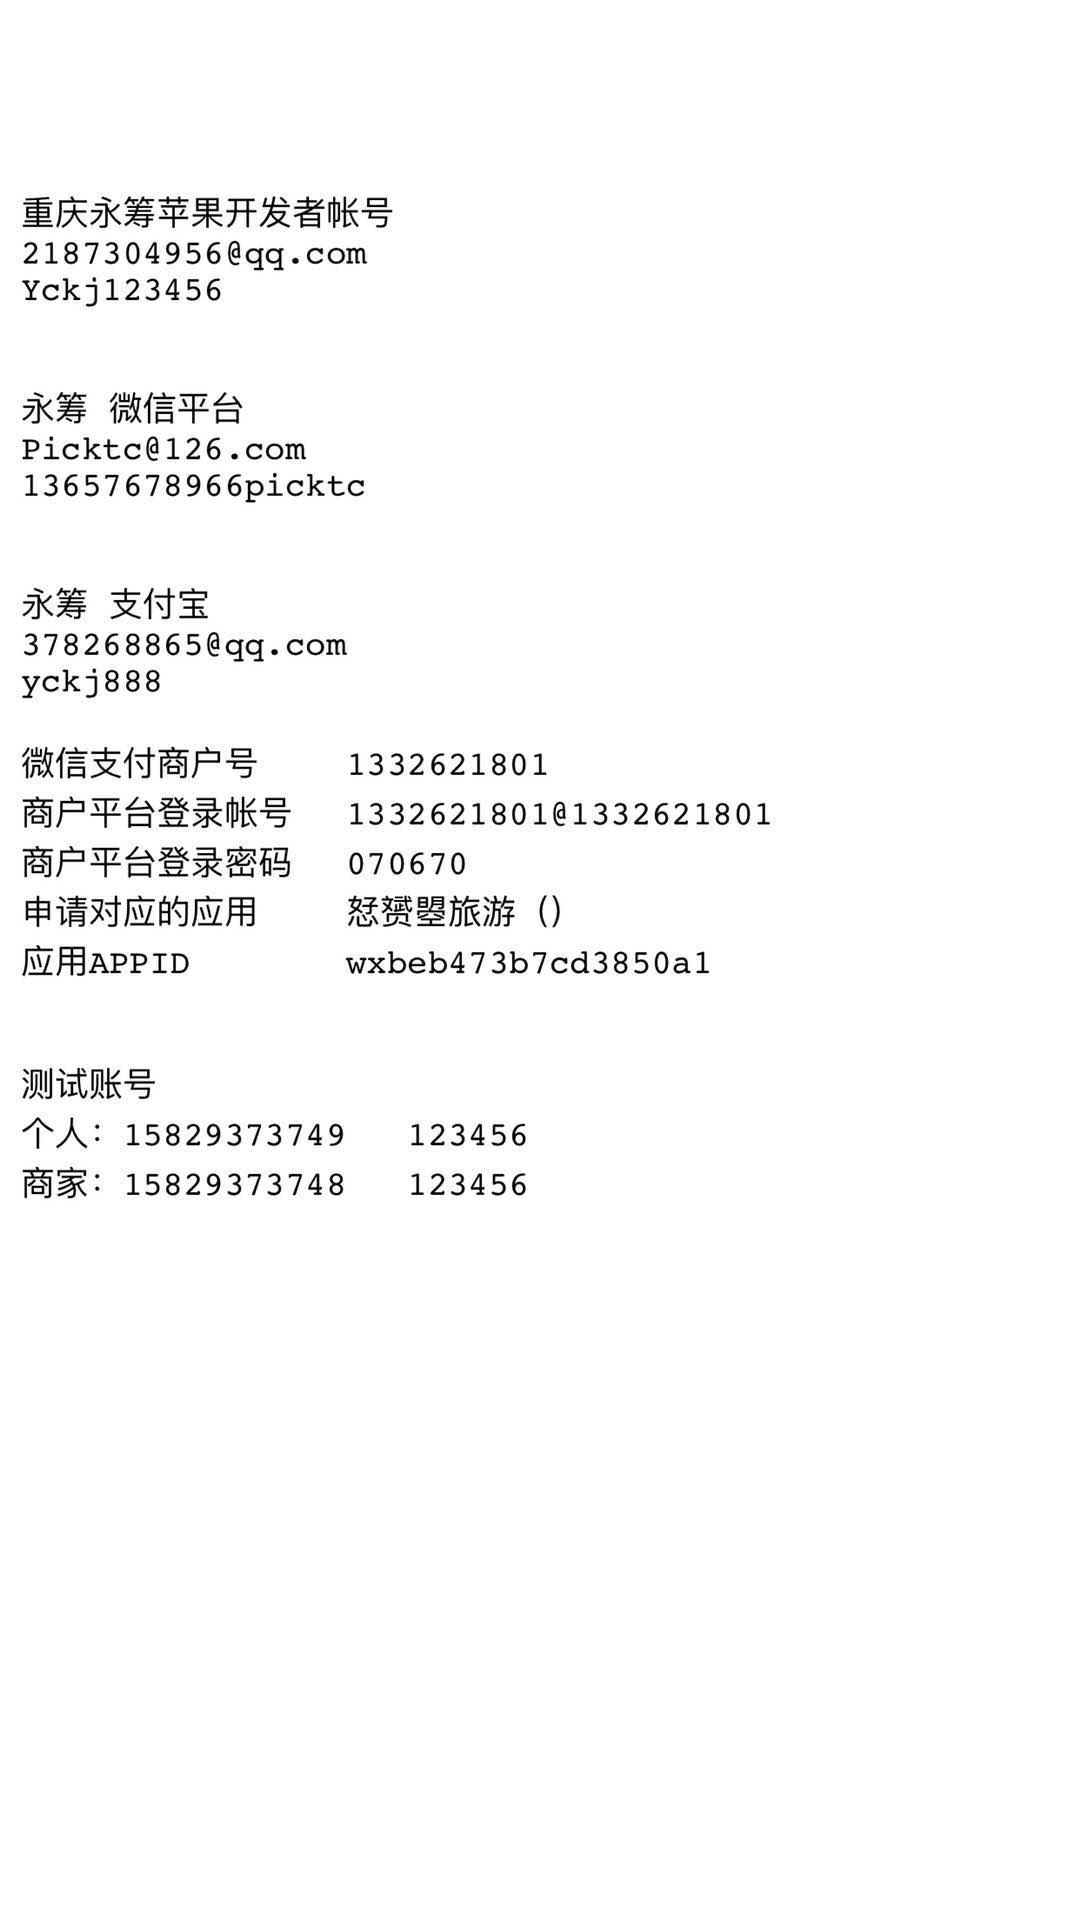 重庆永筹苹果开发者帐号
2187304956@qq.com
Yckj123456
永筹 微信平台
Picktc@126.com
13657678966picktc
永筹 支付宝
378268865@qq.com
yckj888
微信支付商户号 1332621801
商户平台登录帐号 1332621801@1332621801
商户平台登录密码 070670
申请对应的应用 旅游（）
应用APPID wxbeb473b7cd3850a1
测试账号
个人：15829373749 123456
商家：15829373748 123456